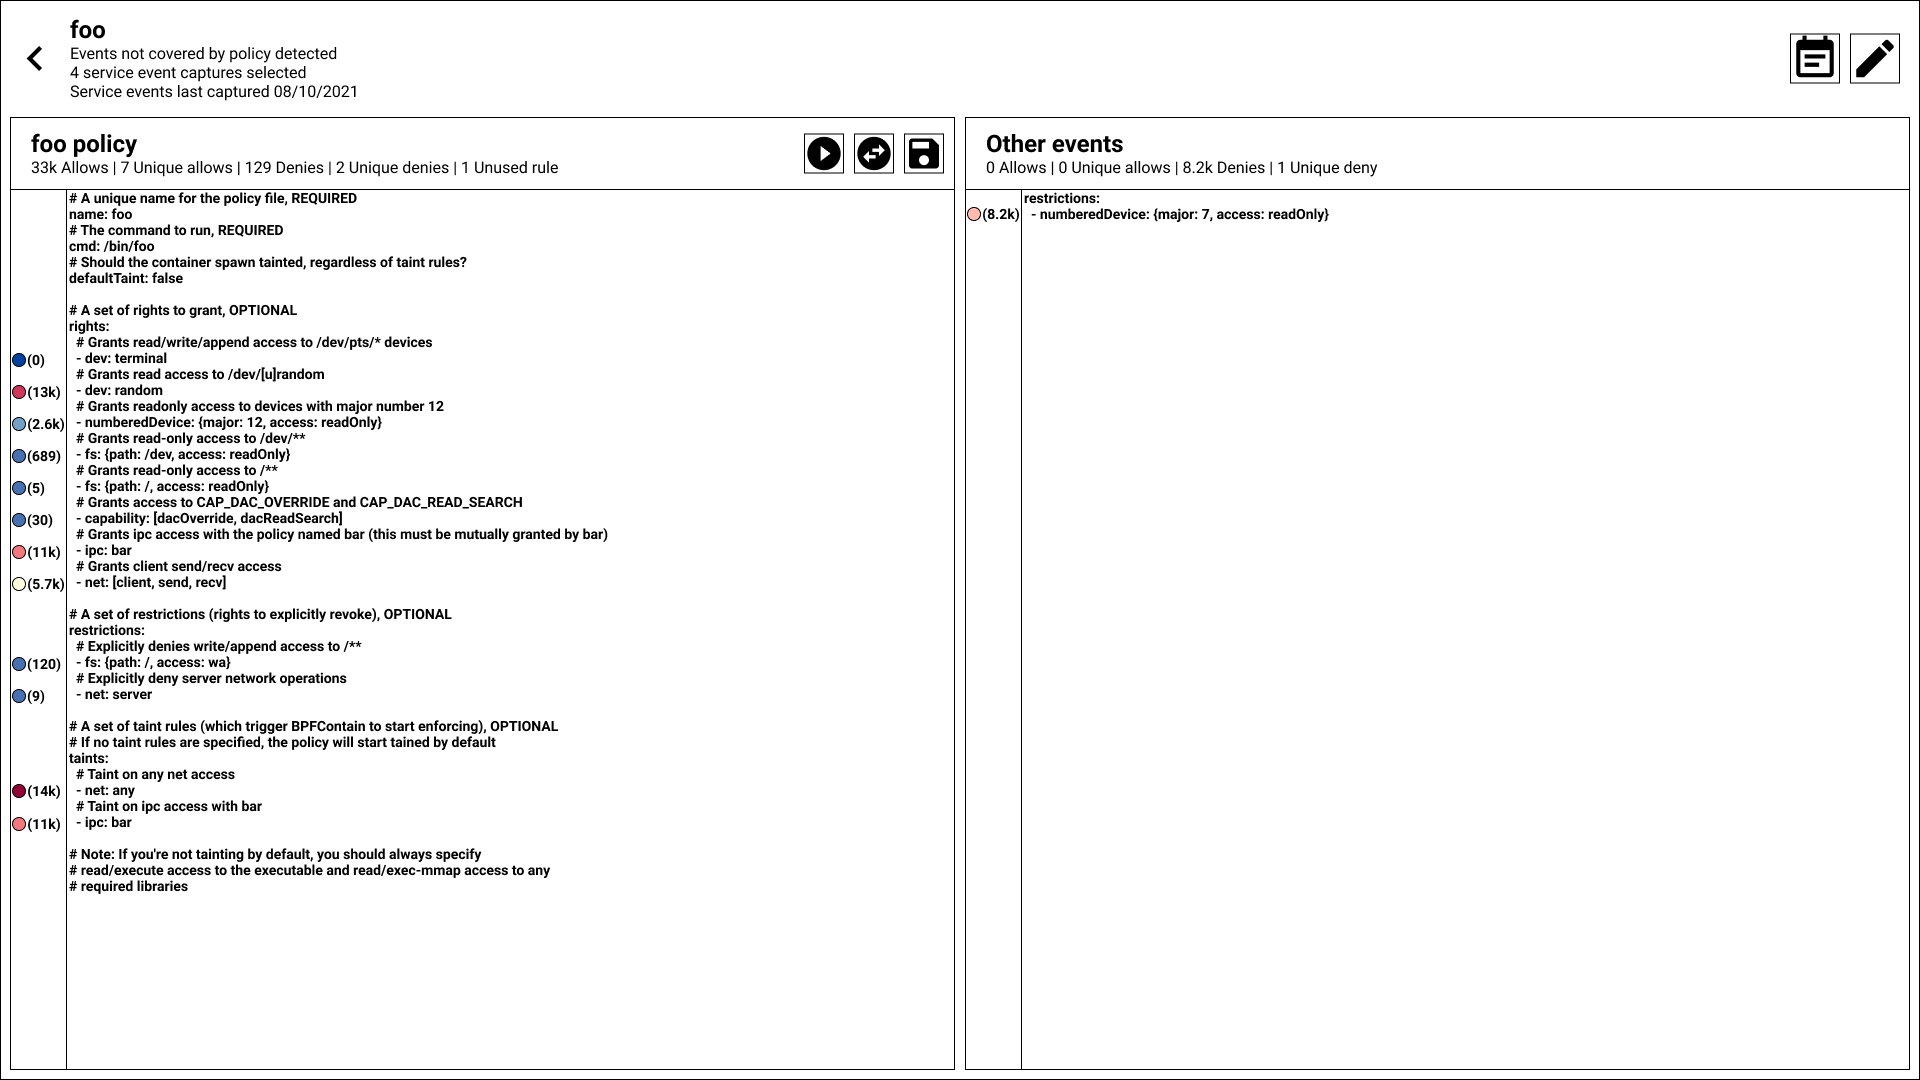 foo
Events not covered by policy detected
4 service event captures selected
Service events last captured 08/10/2021
foo policy
33k Allows | 7 Unique allows | 129 Denies | 2 Unique denies | 1 Unused rule
# A unique name for the policy file, REQUIRED
name: foo
# The command to run, REQUIRED
cmd: /bin/foo
# Should the container spawn tainted, regardless of taint rules?
defaultTaint: false
# A set of rights to grant, OPTIONAL
rights:
# Grants read/write/append access to /dev/pts/* devices
(0) - dev: terminal
# Grants read access to /dev/[u]random
(13k) - dev: random
# Grants readonly access to devices with major number 12
(2.6k) - numberedDevice: {major: 12, access: readOnly}
# Grants read-only access to /dev/**
(689) - fs: {path: /dev, access: readOnly}
# Grants read-only access to /**
(5) - fs: {path: /, access: readOnly}
# Grants access to CAP_DAC_OVERRIDE and CAP_DAC_READ_SEARCH
(30) - capability: [dacOverride, dacReadSearch]
# Grants ipc access with the policy named bar (this must be mutually granted by bar)
(11k) - ipc: bar
# Grants client send/recv access
(5.7k) - net: [client, send, recv]
# A set of restrictions (rights to explicitly revoke), OPTIONAL
restrictions:
# Explicitly denies write/append access to /**
(120) - fs: {path: /, access: wa}
# Explicitly deny server network operations
(9) - net: server
# A set of taint rules (which trigger BPFContain to start enforcing), OPTIONAL
# If no taint rules are specified, the policy will start tained by default
taints:
# Taint on any net access
(14k) - net: any
# Taint on ipc access with bar
(11k) - ipc: bar
# Note: If you're not tainting by default, you should always specify
# read/execute access to the executable and read/exec-mmap access to any
# required libraries
Other events
0 Allows | 0 Unique allows | 8.2k Denies | 1 Unique deny
restrictions:
(8.2k) - numberedDevice: {major: 7, access: readOnly}